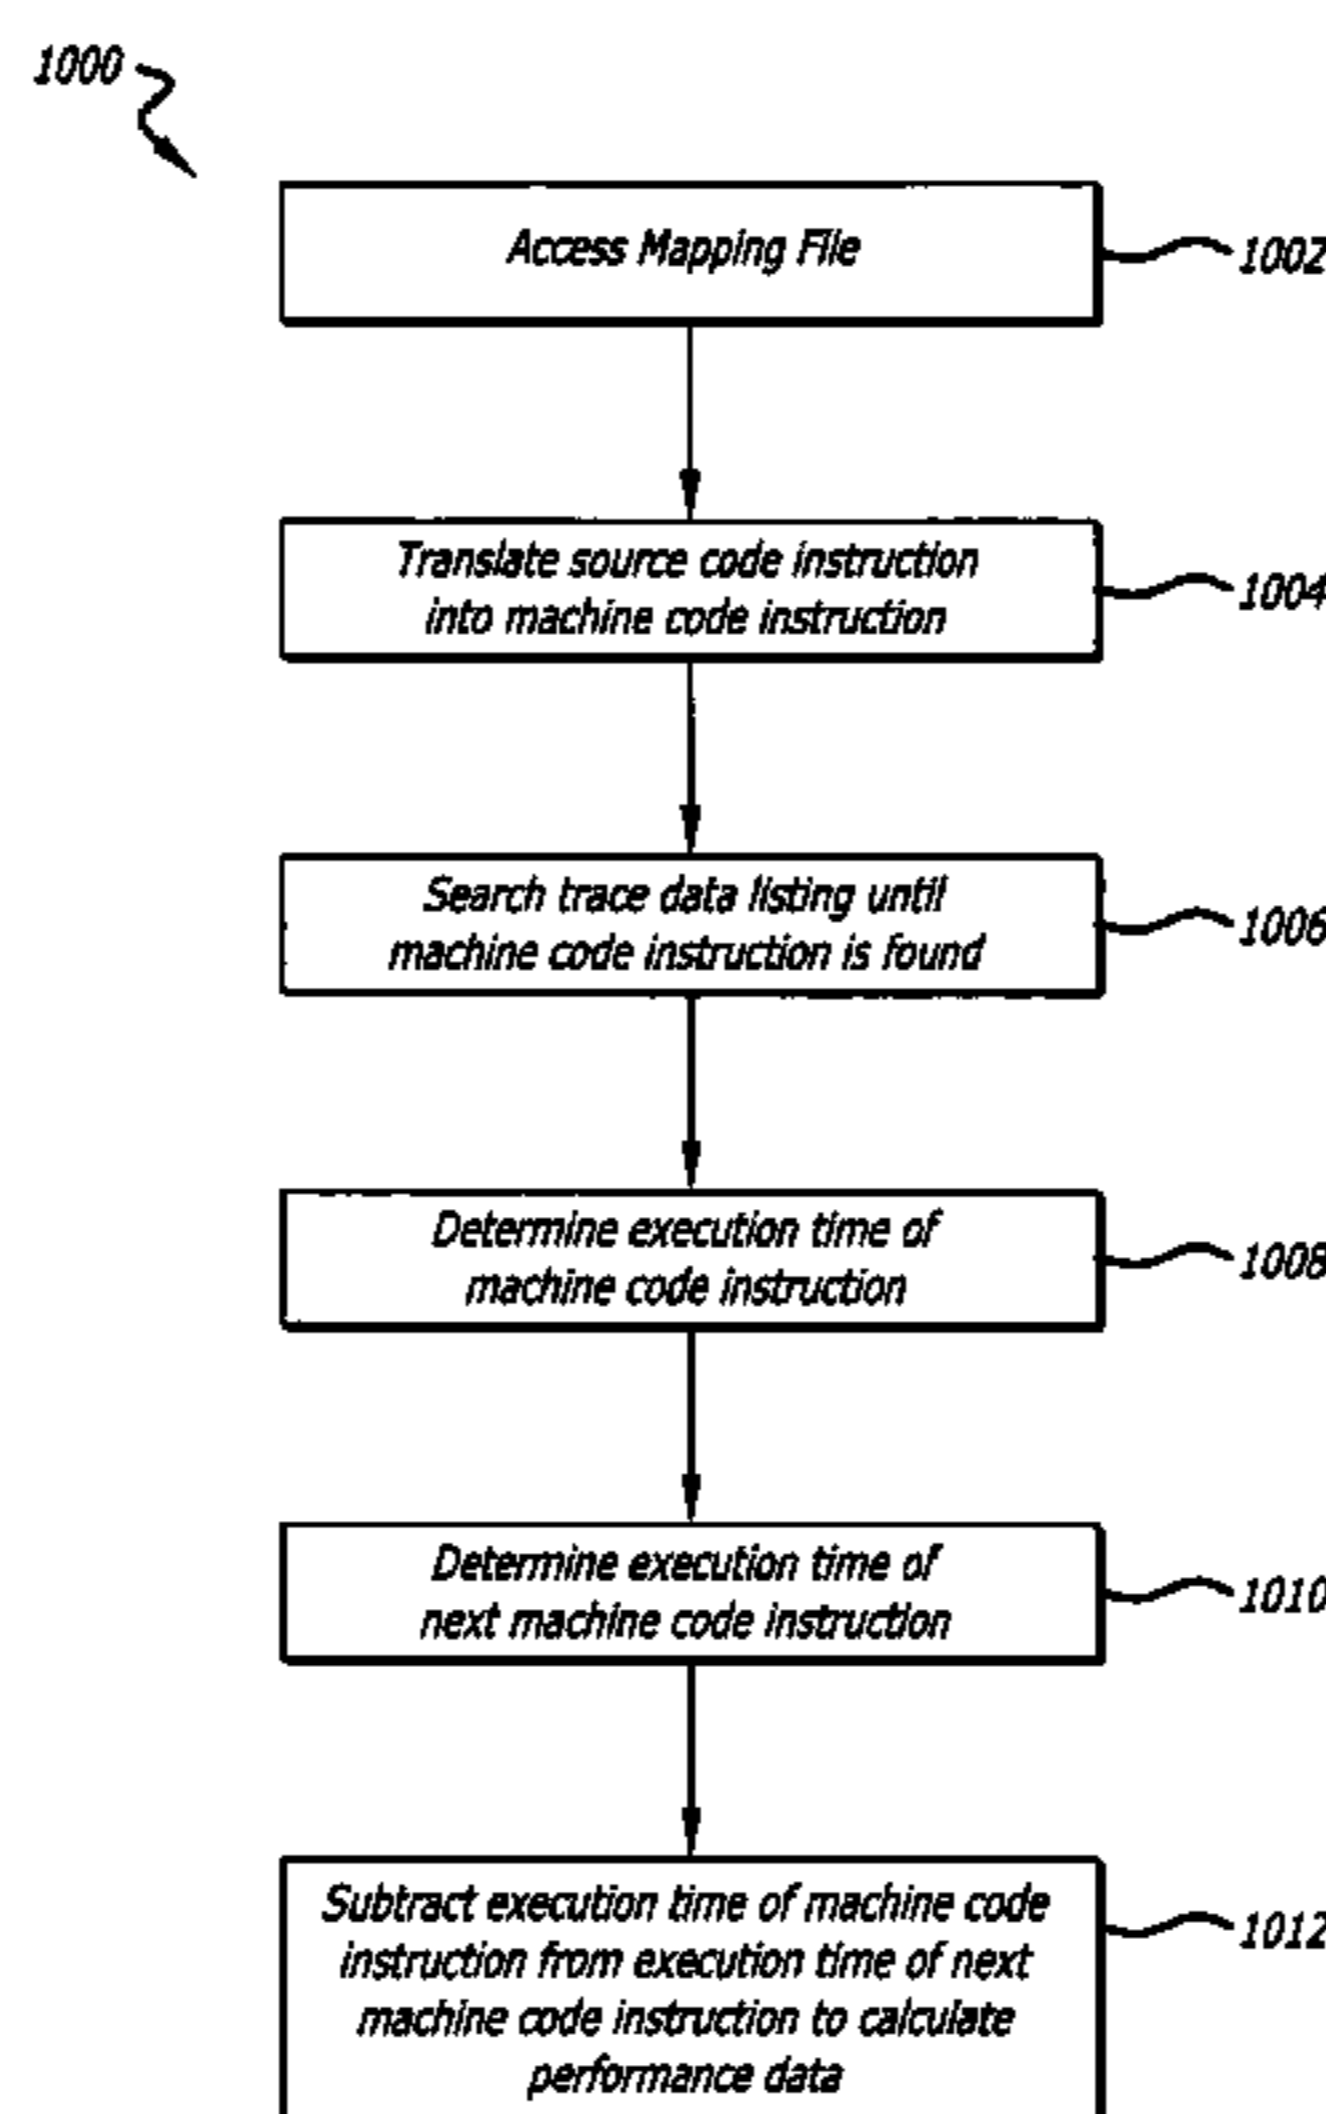 1000
Access Mapping File
1002
Translate source code instruction
into machine code instruction
1004
Search trace data listing until
machine code instruction is found
1006
Determine execution time of
machine code instruction
1008
Determine execution time of
next machine code instruction
1010
Subtract execution time of machine code
instruction from execution time of next
machine code instruction to calculate
performance data
1012